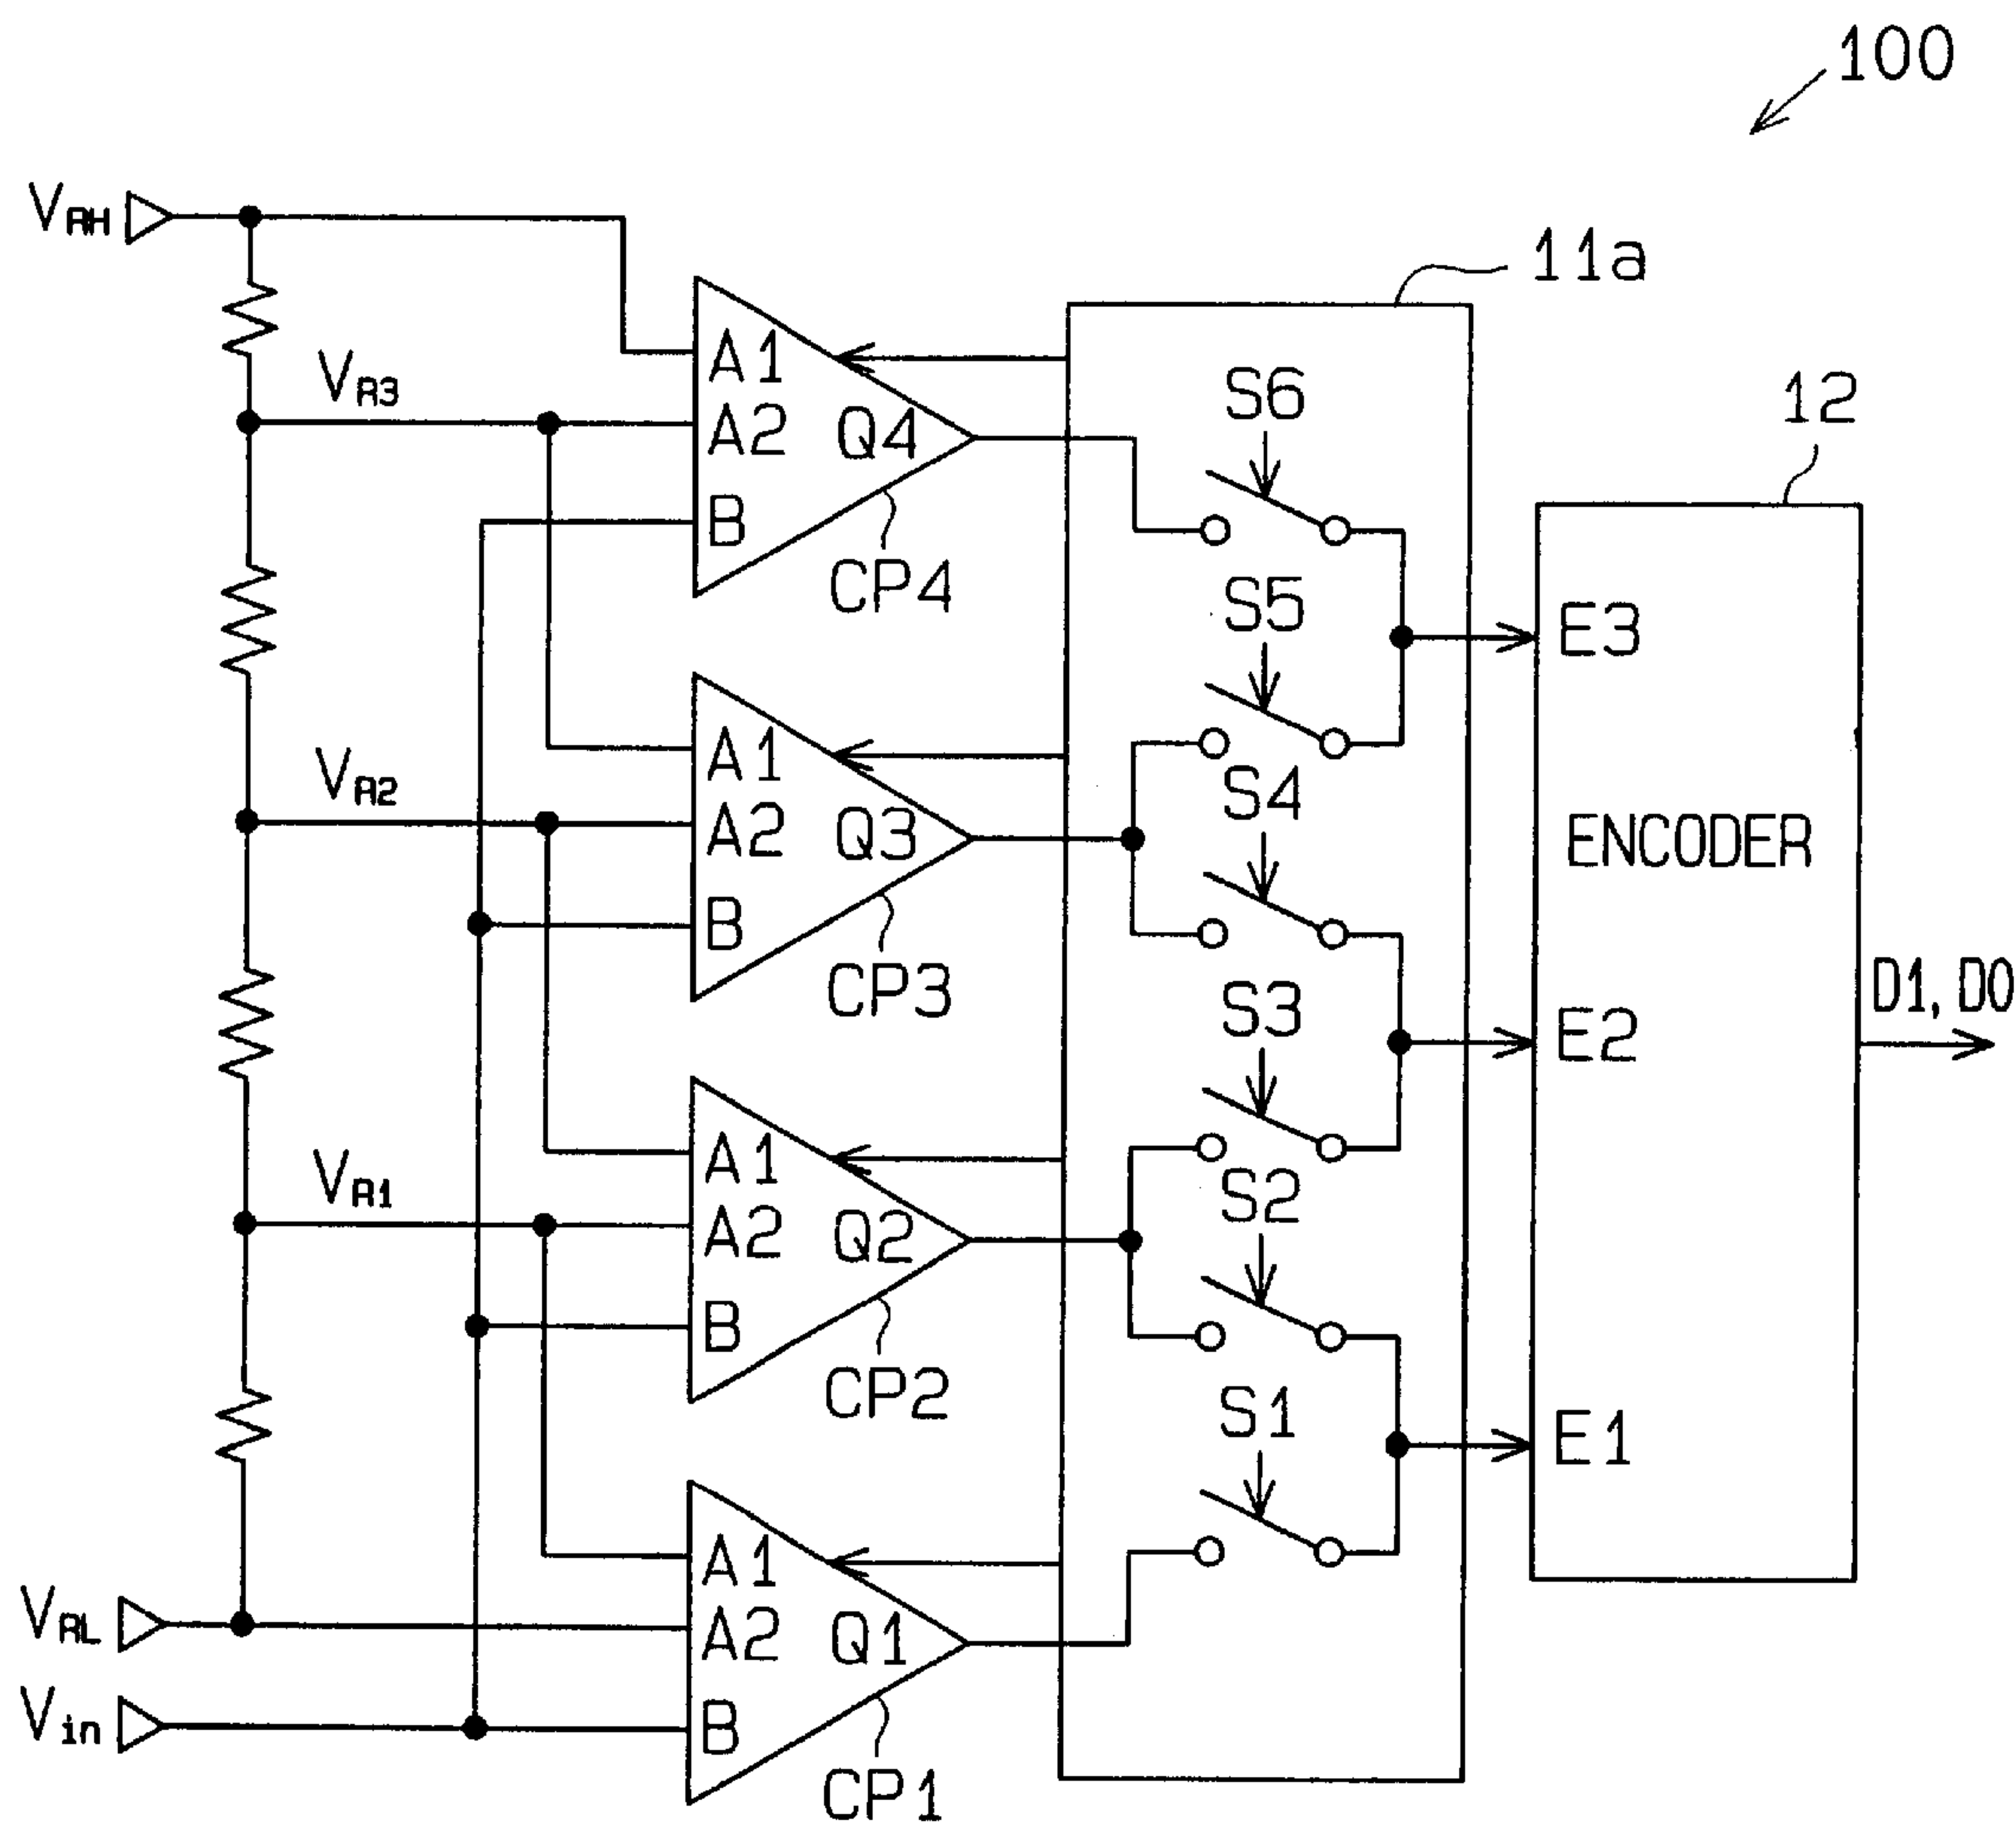 100
VRH
11a
A1
S6
VR3
12
A2
Q4
B
CP4
S5
E3
A1
VR2
S4
A2
Q3
ENCODER
B
CP3
S3
D1, D0
E2
A1
VR1
S2
A2
Q2
B
CP2
S1
E1
A1
VRL
A2
Q1
Vin
B
CP1